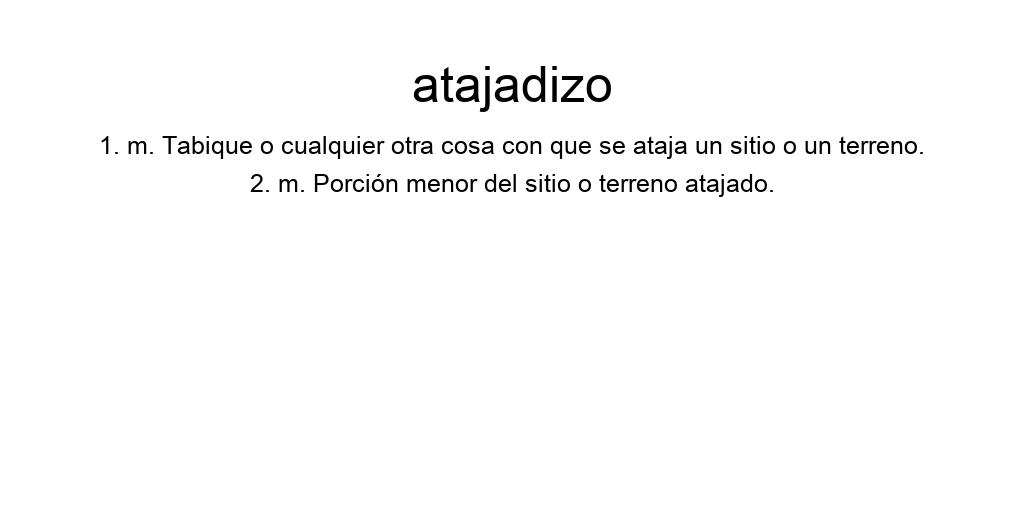 atajadizo
1. m. Tabique o cualquier otra cosa con que se ataja un sitio o un terreno.
2. m. Porción menor del sitio o terreno atajado.